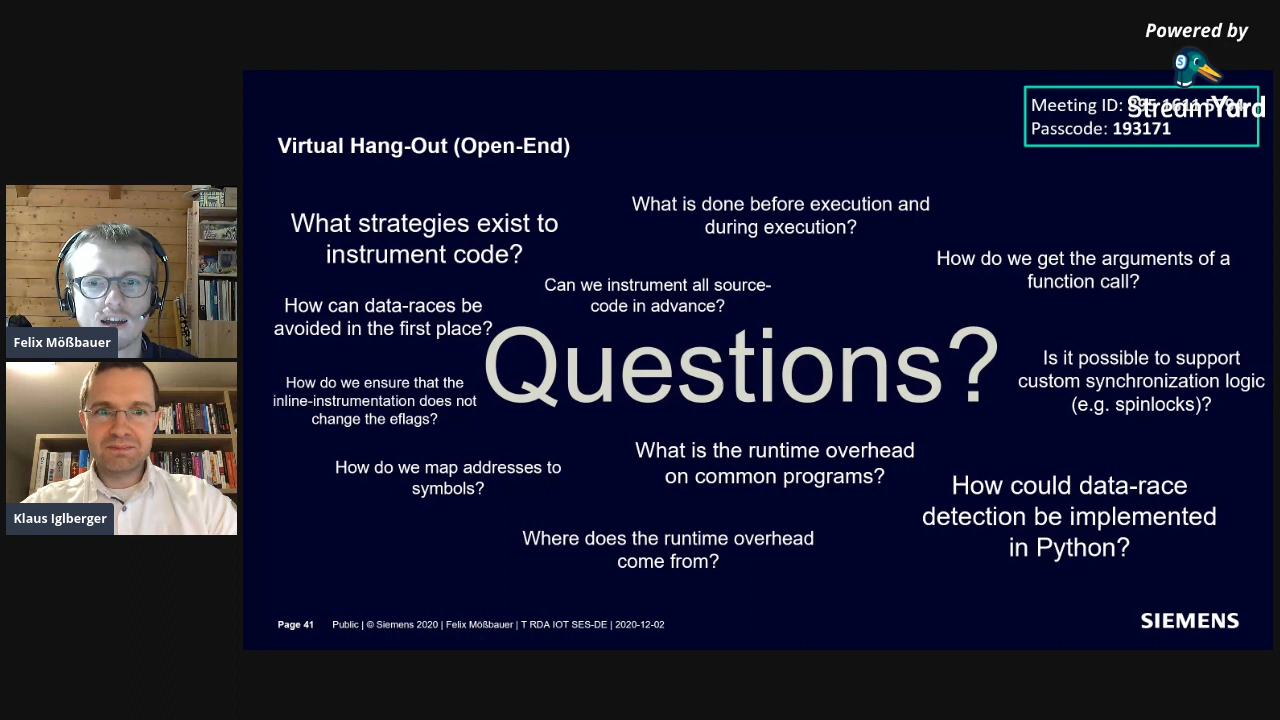 Powered by
StreamYard
Meeting ID:
Passcode: 193171
Virtual Hang-Out (Open-End)
What strategies exist to
instrument code?
What is done before execution and
during execution?
How do we get the arguments of a
function call?
Can we instrument all source-
code in advance?
How can data-races be
avoided in the first place?
Questions?
Is it possible to support
custom synchronization logic
(e.g. spinlocks)?
How do we ensure that the
inline-instrumentation does not
change the eflags?
What is the runtime overhead
on common programs?
How do we map addresses to
symbols?
How could data-race
detection be implemented
in Python?
Where does the runtime overhead
come from?
Page 41 Public | © Siemens 2020 | Felix Mößbauer | T RDA IOT SES-DE | 2020-12-02
SIEMENS
Felix Mößbauer
Klaus Iglberger